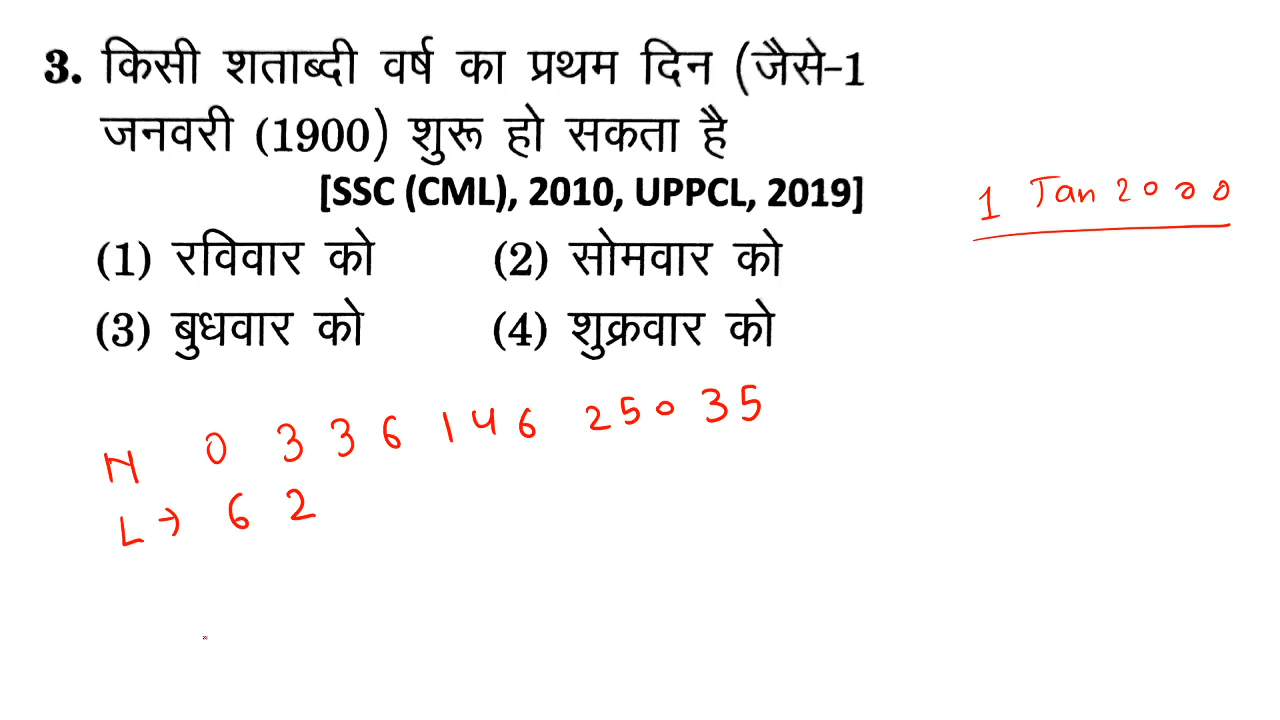 3. किसी शताब्दी वर्ष का प्रथम दिन (जैसे-1
जनवरी (1900) शुरू हो सकता है
[SSC (CML), 2010, UPPCL, 2019]
1 Jan 2000
(1) रविवार को (2) सोमवार को
(3) बुधवार को (4) शुक्रवार को
N 0 3 3 6 1 4 6 2 5 0 3 5
L → 6 2